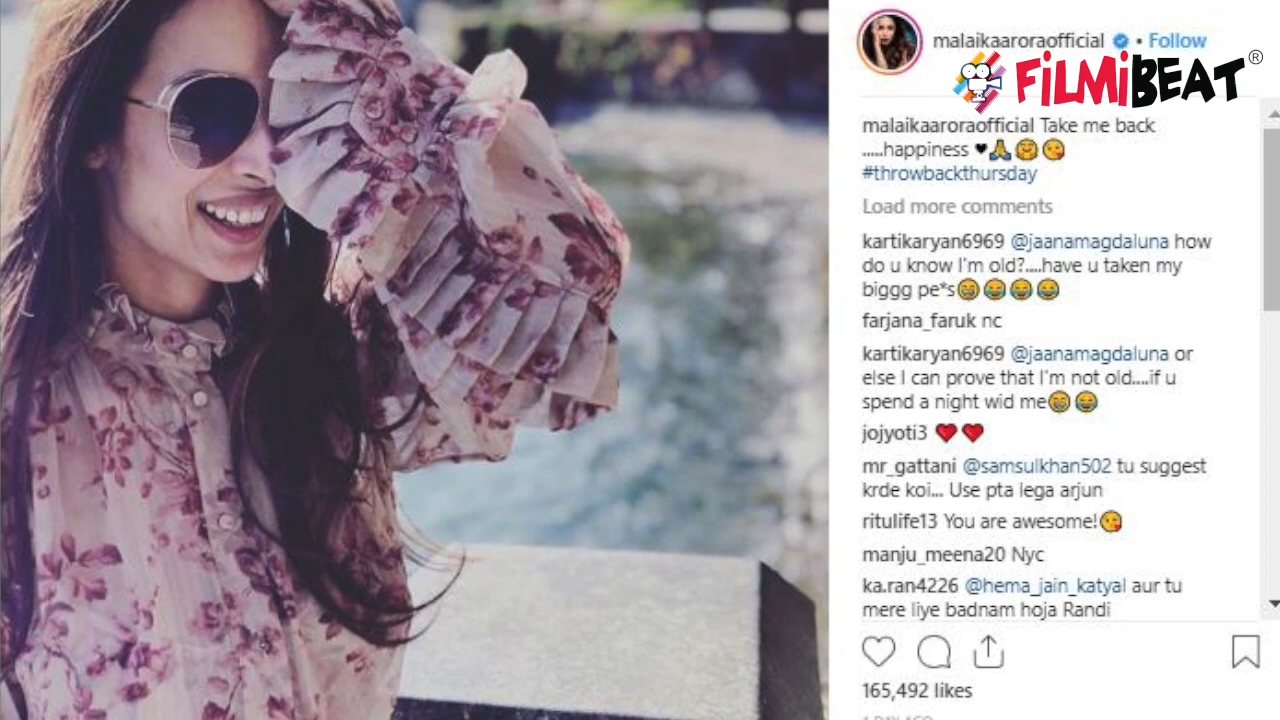 malaikaaroraofficial • Follow
FiLMiBEAT®
malaikaaroraofficial Take me back
.....happiness ♥🙏🤗😘
#throwbackthursday
Load more comments
kartikaryan6969 @jaanamagdaluna how
do u know I'm old?....have u taken my
biggg pe*s😁😂😂😂
farjana_faruk nc
kartikaryan6969 @jaanamagdaluna or
else I can prove that I'm not old....if u
spend a night wid me😁😂
jojyoti3 ❤️❤️
mr_gattani @samsulkhan502 tu suggest
krde koi... Use pta lega arjun
ritulife13 You are awesome!😘
manju_meena20 Nyc
ka.ran4226 @hema_jain_katyal aur tu
mere liye badnam hoja Randi
165,492 likes
1 DAY AGO